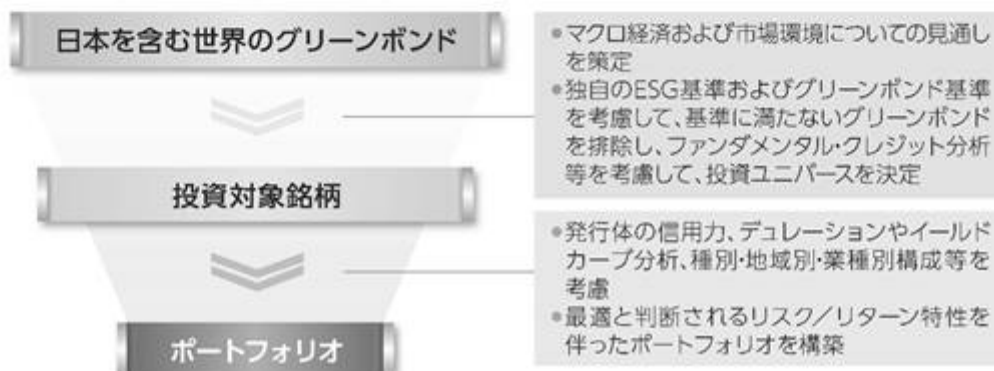 日本を含む世界のグリーンボンド
●マクロ経済および市場環境についての見通し
を策定
●独自のESG基準およびグリーンボンド基準
を考慮して、基準に満たないグリーンボンド
を排除し、ファンダメンタル・クレジット分析
等を考慮して、投資ユニバースを決定
投資対象銘柄
●発行体の信用力、デュレーションやイールド
カーブ分析、種別・地域別・業種別構成等を
考慮
●最適と判断されるリスク／リターン特性を
伴ったポートフォリオを構築
ポートフォリオ